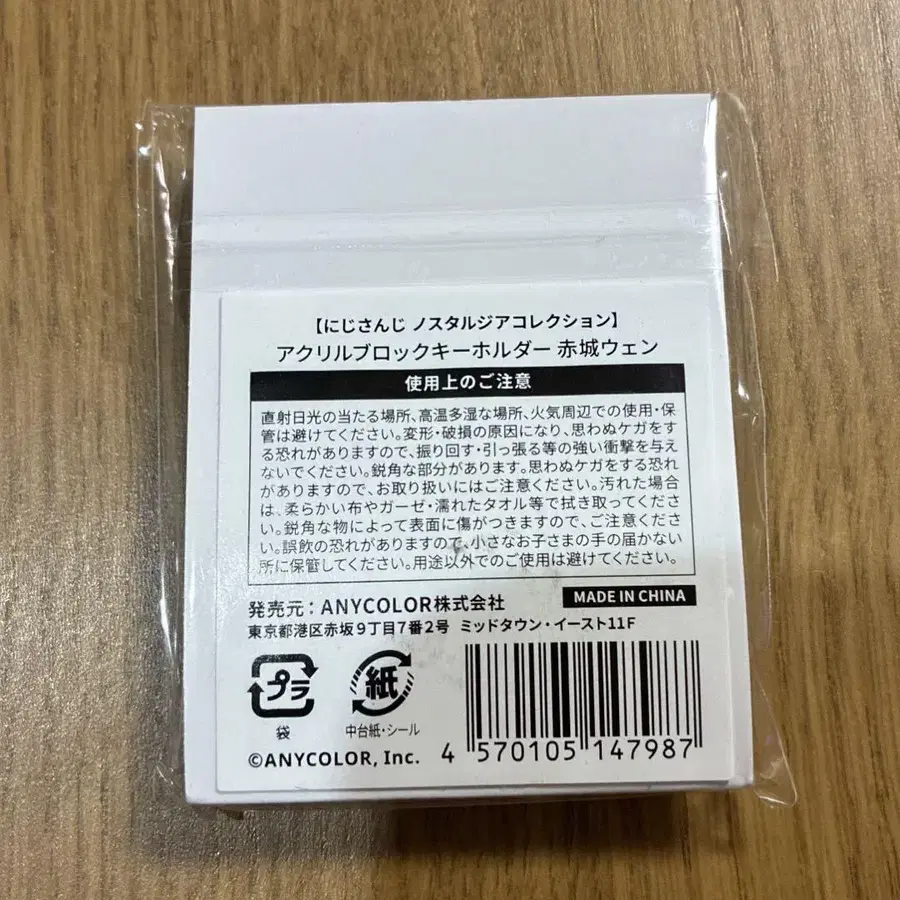 【にじさんじ ノスタルジアコレクション】
アクリルブロックキーホルダー 赤城ウェン
使用上のご注意
直射日光の当たる場所、高温多湿な場所、火気周辺での使用・保
管は避けてください。変形・破損の原因になり、思わぬケガをす
る恐れがありますので、振り回す・引っ張る等の強い衝撃を与え
ないでください。鋭角な部分があります。思わぬケガをする恐れ
がありますので、お取り扱いにはご注意ください。汚れた場合
は、柔らかい布やガーゼ・濡れたタオル等で拭き取ってくださ
い。鋭角な物によって表面に傷がつきますので、ご注意くださ
い。誤飲の恐れがありますので、小さなお子さまの手の届かない
所に保管してください。用途以外でのご使用は避けてください。
発売元：ANYCOLOR株式会社
MADE IN CHINA
東京都港区赤坂9丁目7番2号 ミッドタウン・イースト11F
プラ
袋
紙
中台紙・シール
©ANYCOLOR, Inc.
4 570105 147987